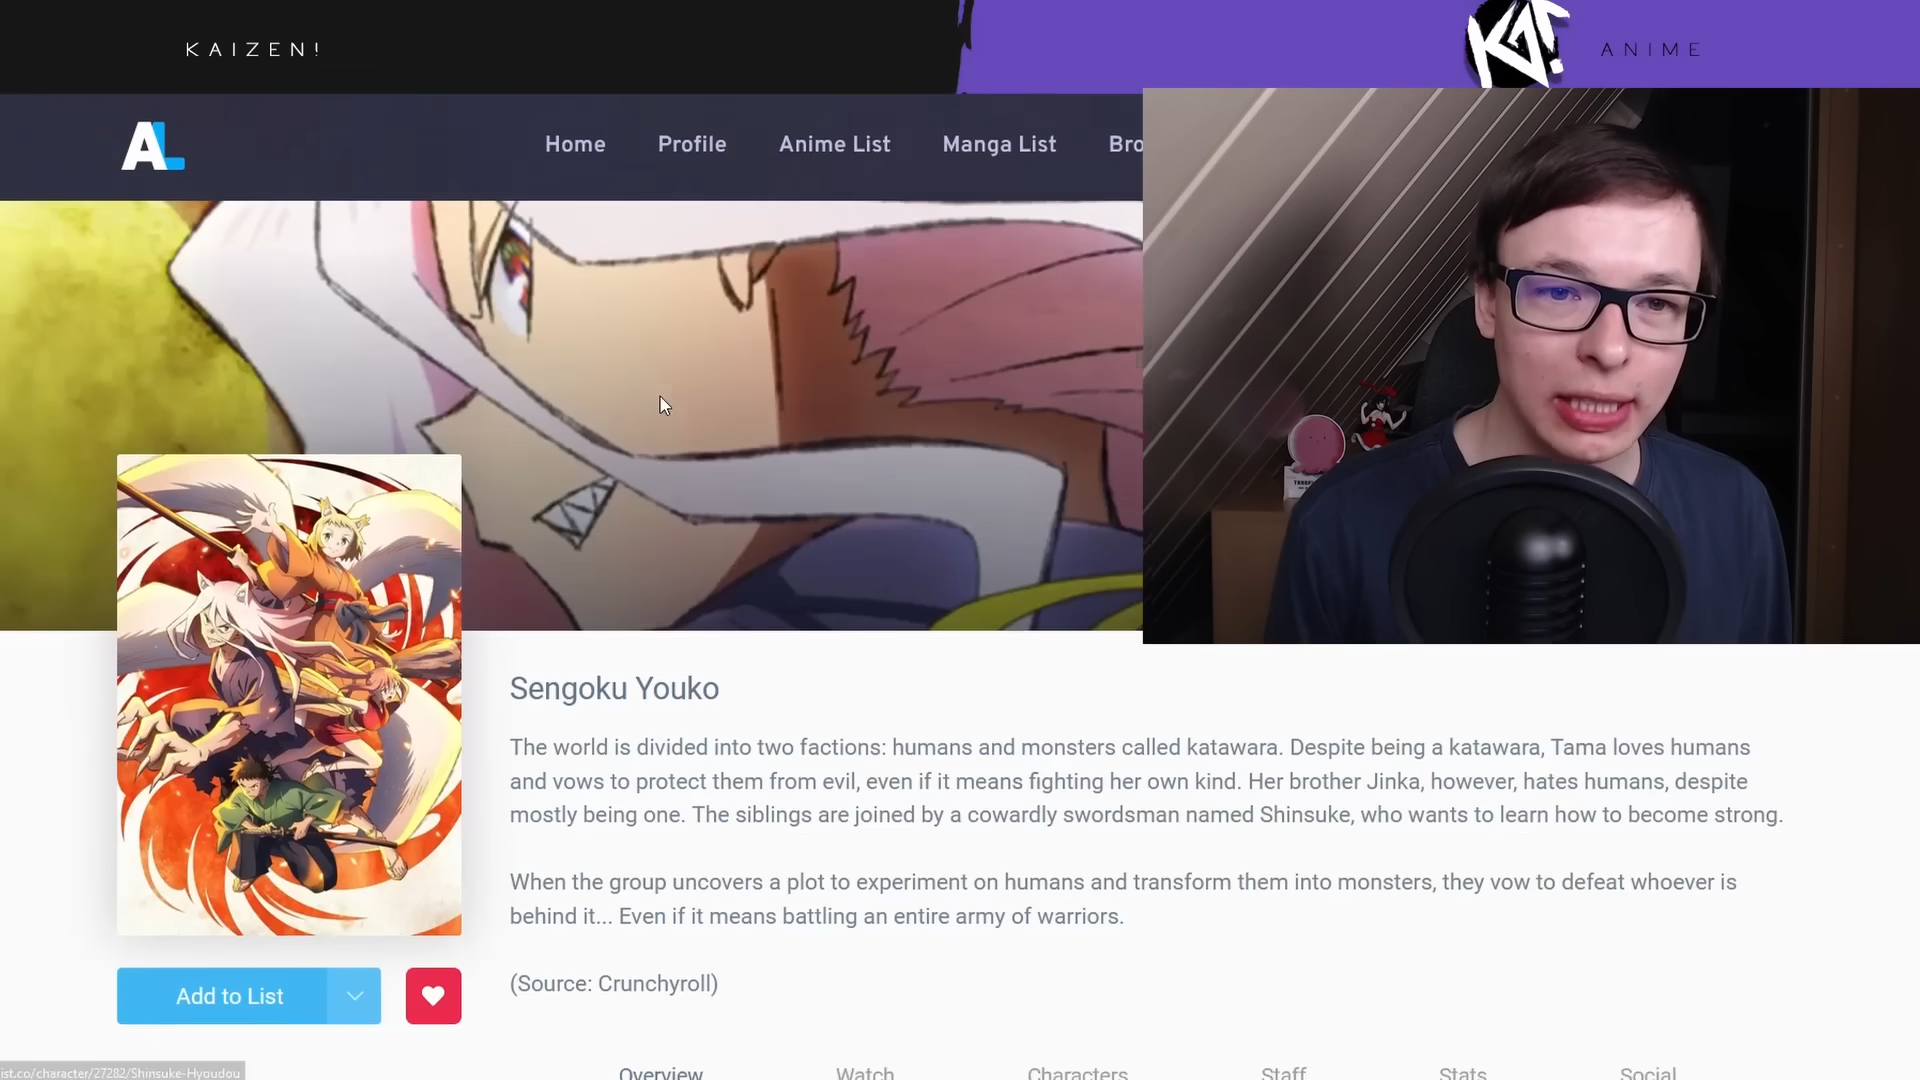 KAIZEN!
KAI!
ANIME
AL
Home Profile Anime List Manga List Bro
Sengoku Youko
The world is divided into two factions: humans and monsters called katawara. Despite being a katawara, Tama loves humans
and vows to protect them from evil, even if it means fighting her own kind. Her brother Jinka, however, hates humans, despite
mostly being one. The siblings are joined by a cowardly swordsman named Shinsuke, who wants to learn how to become strong.
When the group uncovers a plot to experiment on humans and transform them into monsters, they vow to defeat whoever is
behind it... Even if it means battling an entire army of warriors.
(Source: Crunchyroll)
Add to List
ist.co/character/27282/Shinsuke-Hyoudou
Overview Watch Characters Staff Stats Social